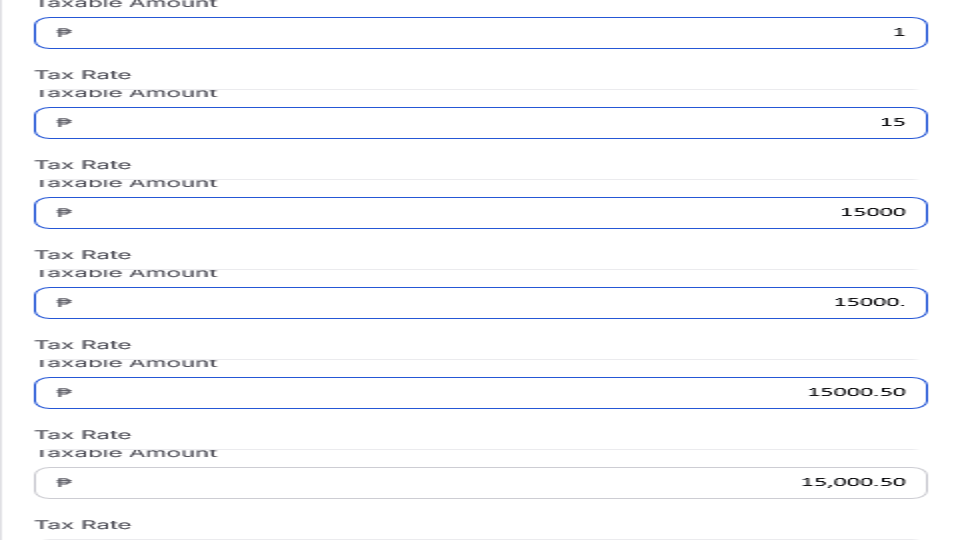 Taxable Amount
₱ 1
Tax Rate
Taxable Amount
₱ 15
Tax Rate
Taxable Amount
₱ 15000
Tax Rate
Taxable Amount
₱ 15000.
Tax Rate
Taxable Amount
₱ 15000.50
Tax Rate
Taxable Amount
₱ 15,000.50
Tax Rate